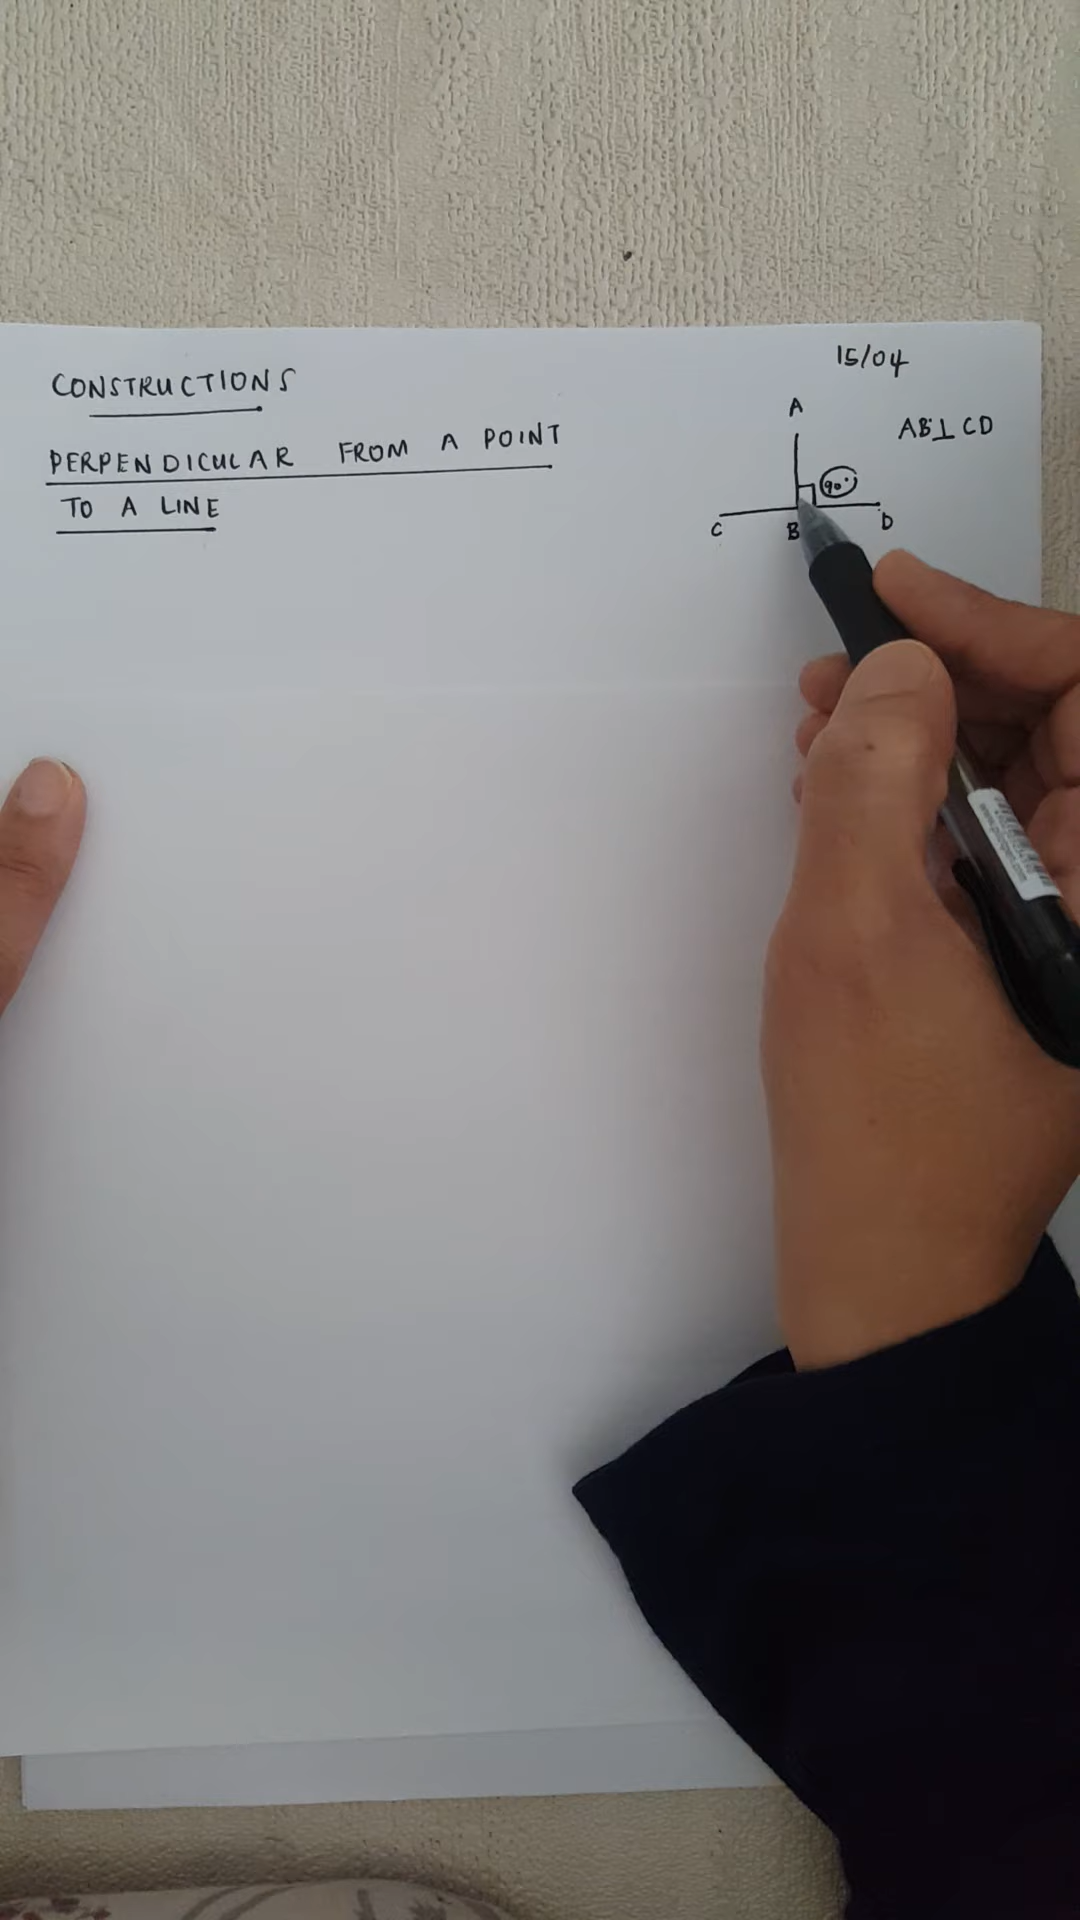 15/04
CONSTRUCTIONS
PERPENDICULAR FROM A POINT
TO A LINE
A
AB⊥CD
90°
C B D